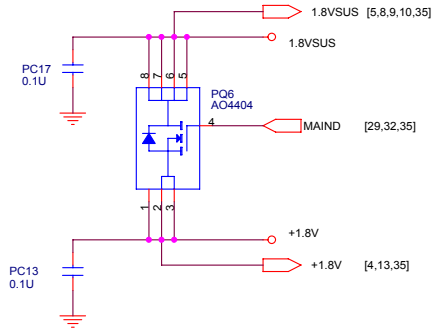 1.8VSUS [5,8,9,10,35]
1.8VSUS
PC17
0.1U
8 7 6 5
PQ6
AO4404
4
MAIND [29,32,35]
1 2 3
+1.8V
PC13
0.1U
+1.8V [4,13,35]